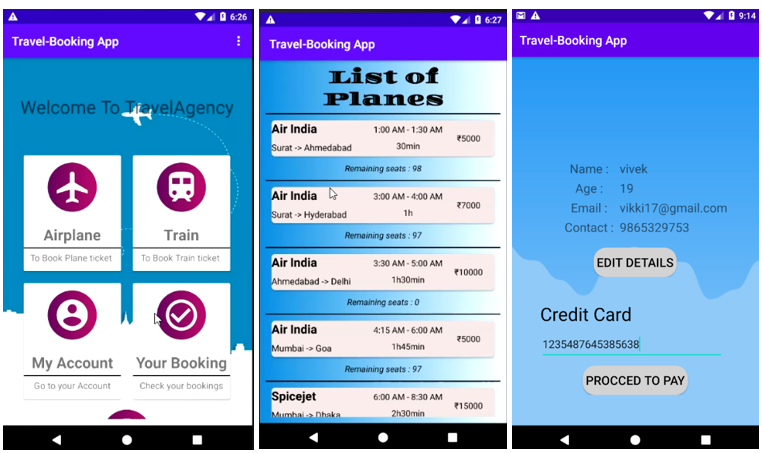 6:26
Travel-Booking App
Welcome To TravelAgency
Airplane
To Book Plane ticket
Train
To Book Train ticket
My Account
Go to your Account
Your Booking
Check your bookings
6:27
Travel-Booking App
List of
Planes
Air India 1:00 AM - 1:30 AM ₹5000
Surat -> Ahmedabad 30min
Remaining seats : 98
Air India 3:00 AM - 4:00 AM ₹7000
Surat -> Hyderabad 1h
Remaining seats : 97
Air India 3:30 AM - 5:00 AM ₹10000
Ahmedabad -> Delhi 1h30min
Remaining seats : 0
Air India 4:15 AM - 6:00 AM ₹5000
Mumbai -> Goa 1h45min
Remaining seats : 97
Spicejet 6:00 AM - 8:30 AM ₹15000
Mumbai -> Dhaka 2h30min
9:14
Travel-Booking App
Name : vivek
Age : 19
Email : vikki17@gmail.com
Contact : 9865329753
EDIT DETAILS
Credit Card
1235487645385638
PROCCED TO PAY